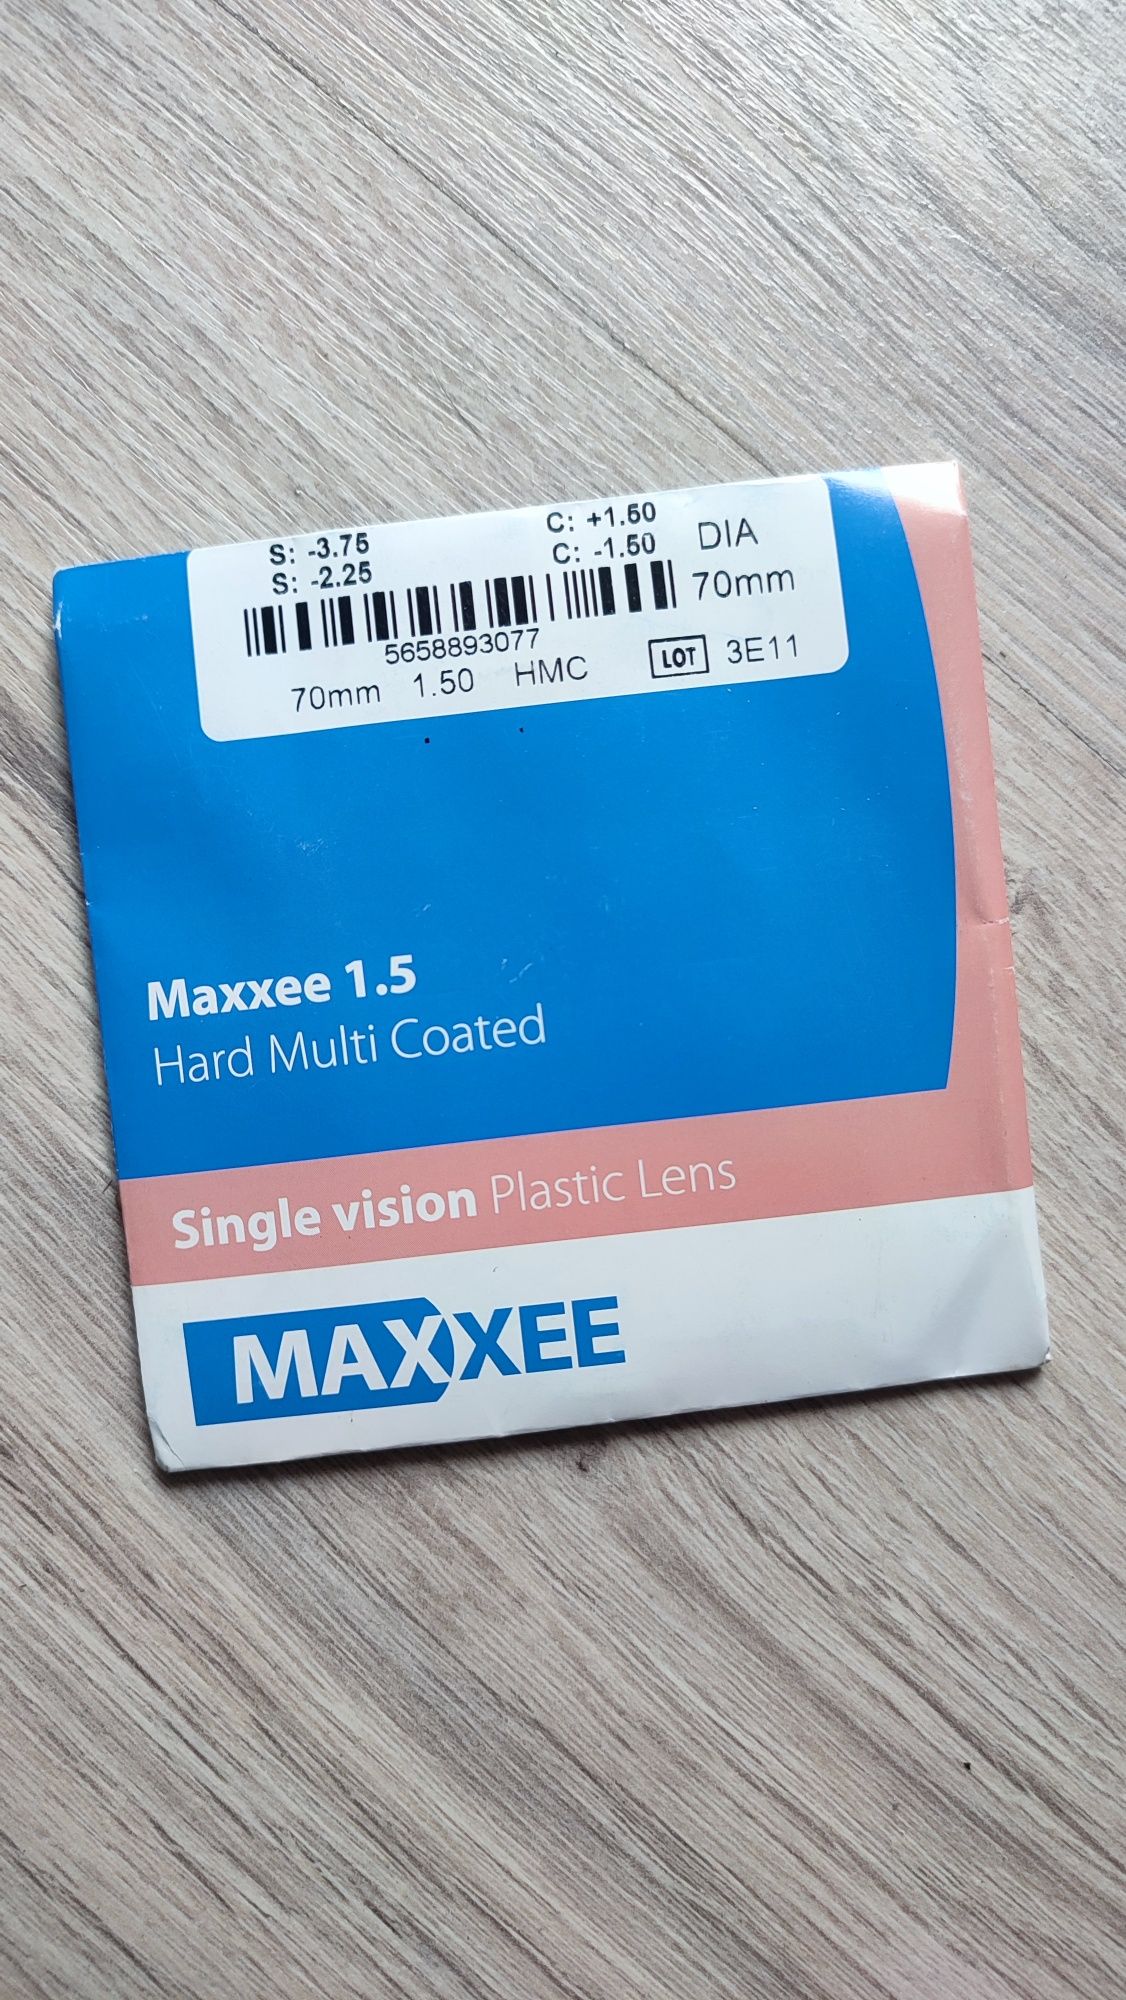 S: -3.75 C: +1.50
S: -2.25 C: -1.50
DIA
70mm
5658893077
70mm 1.50 HMC LOT 3E11
Maxxee 1.5
Hard Multi Coated
Single vision Plastic Lens
MAXXEE